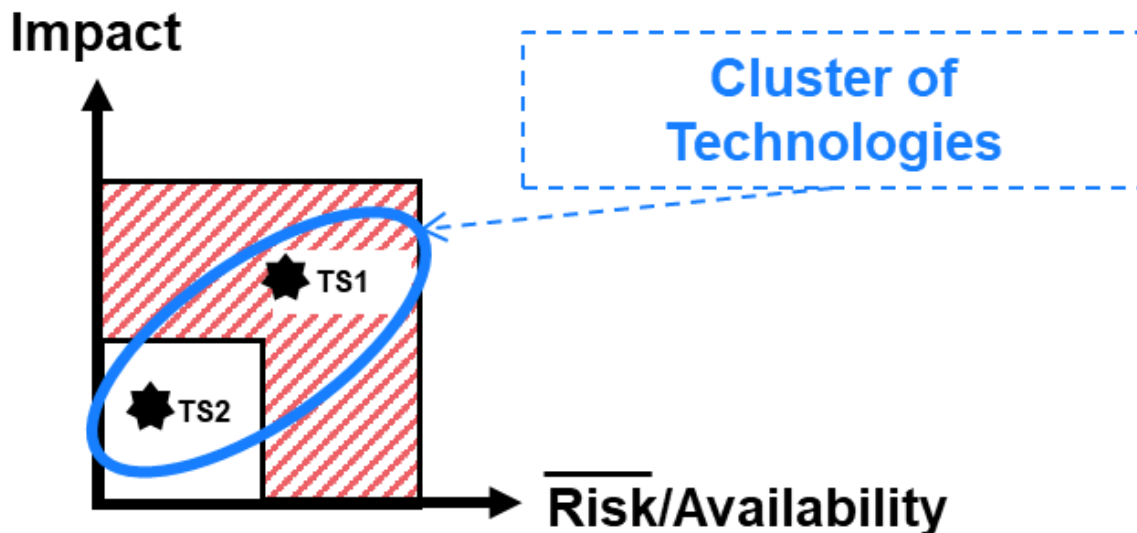 Impact
Cluster of
Technologies
TS1
TS2
Risk/Availability